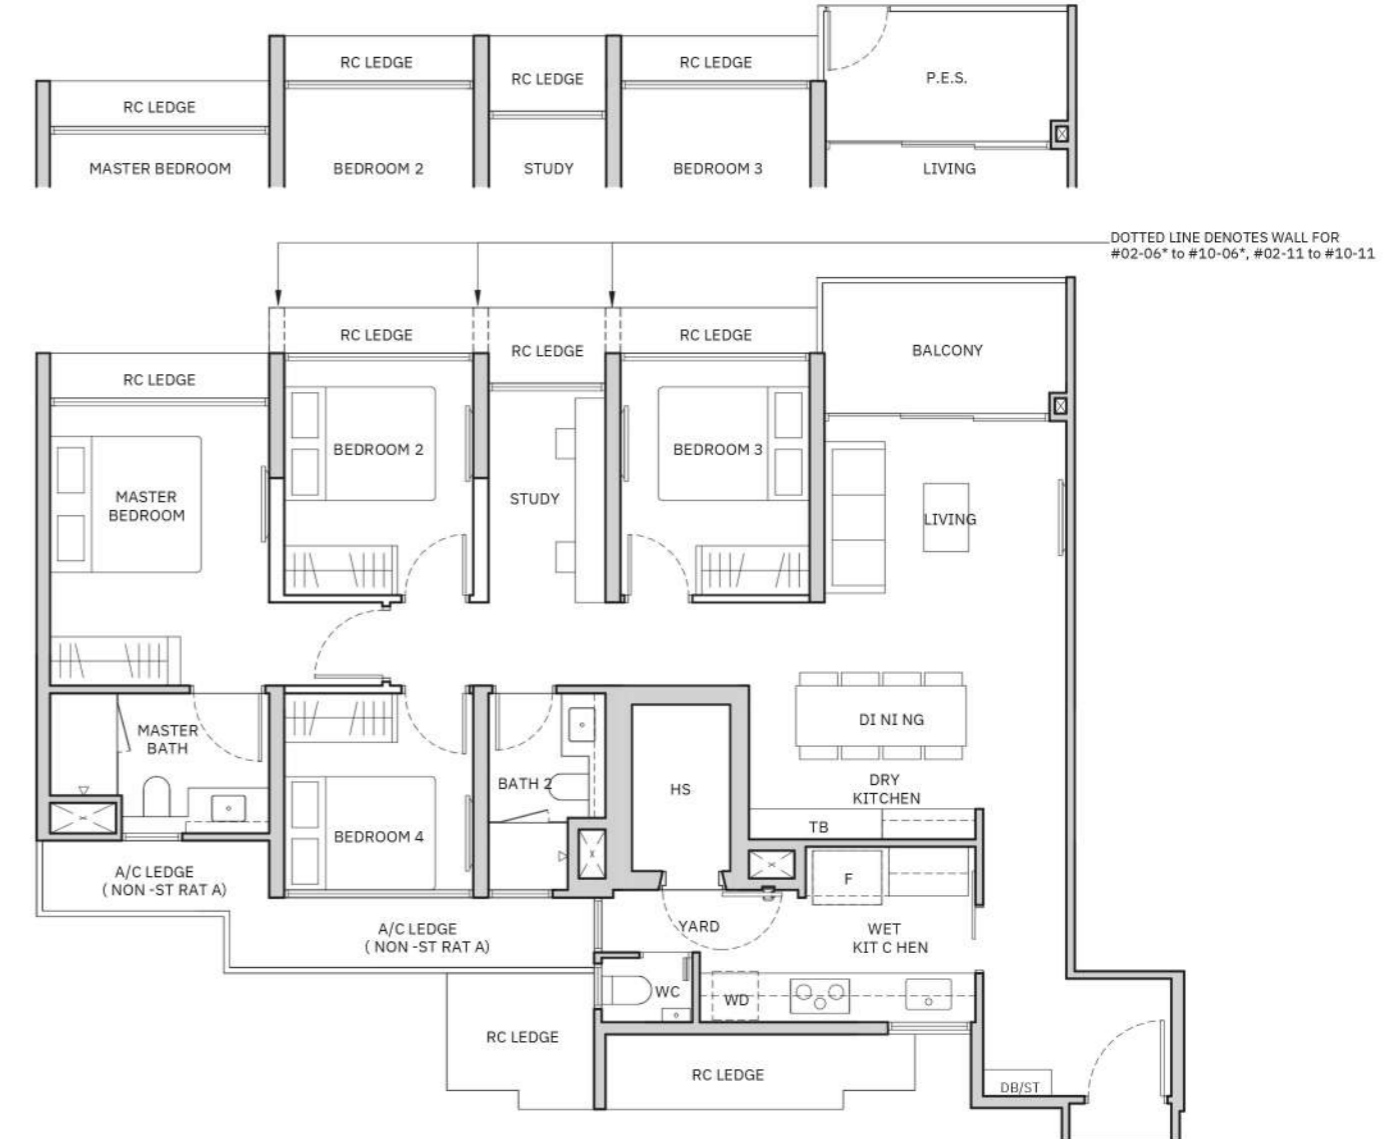 RC LEDGE
RC LEDGE
P.E.S.
RC LEDGE
RC LEDGE
MASTER BEDROOM
BEDROOM 2
STUDY
BEDROOM 3
LIVING
DOTTED LINE DENOTES WALL FOR
#02-06* to #10-06*, #02-11 to #10-11
RC LEDGE
RC LEDGE
RC LEDGE
BALCONY
RC LEDGE
BEDROOM 2
BEDROOM 3
MASTER
BEDROOM
STUDY
LIVING
DINING
MASTER
BATH
BATH 2
HS
DRY
KITCHEN
TB
BEDROOM 4
A/C LEDGE
( NON -ST RAT A)
F
A/C LEDGE
( NON -ST RAT A)
YARD
WET
KIT C HEN
WC
WD
RC LEDGE
RC LEDGE
DB/ST